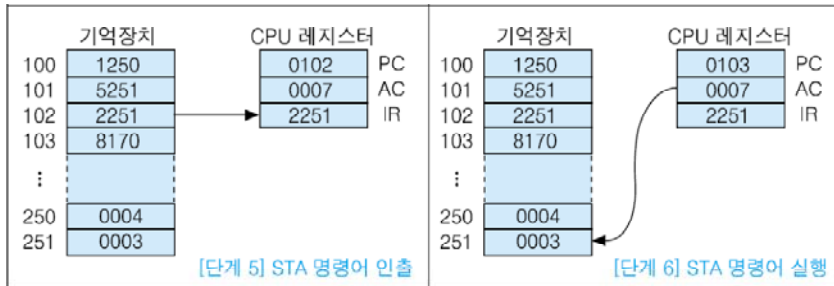 기억장치 CPU 레지스터
100 1250 0102 PC
101 5251 0007 AC
102 2251 2251 IR
103 8170
⋮
250 0004
251 0003
[단계 5] STA 명령어 인출
기억장치 CPU 레지스터
100 1250 0103 PC
101 5251 0007 AC
102 2251 2251 IR
103 8170
⋮
250 0004
251 0003
[단계 6] STA 명령어 실행